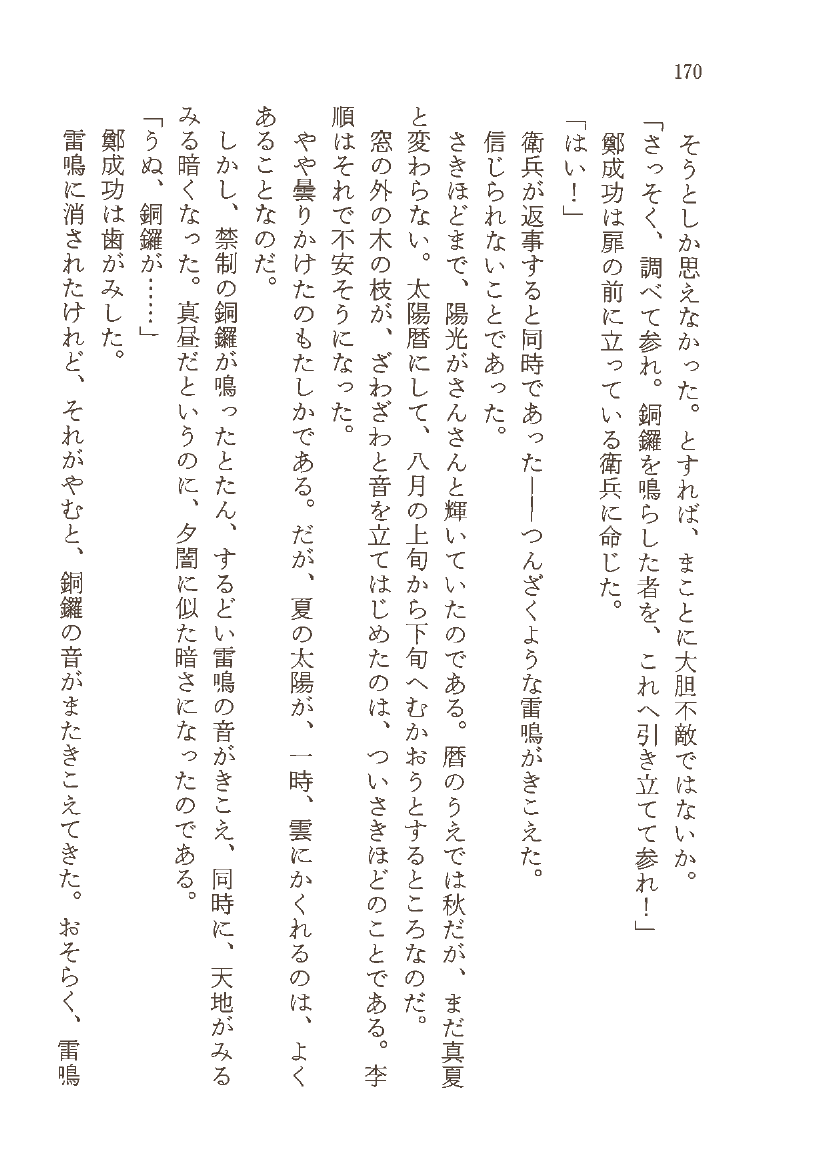 170
そうとしか思えなかった。とすれば、まことに大胆不敵ではないか。
「さっそく、調べて参れ。銅鑼を鳴らした者を、これへ引き立てて参れ！」
鄭成功は扉の前に立っている衛兵に命じた。
「はい！」
衛兵が返事すると同時であった――つんざくような雷鳴がきこえた。
信じられないことであった。
さきほどまで、陽光がさんさんと輝いていたのである。暦のうえでは秋だが、まだ真夏
と変わらない。太陽暦にして、八月の上旬から下旬へむかおうとするところなのだ。
窓の外の木の枝が、ざわざわと音を立てはじめたのは、ついさきほどのことである。李
順はそれで不安そうになった。
やや曇りかけたのもたしかである。だが、夏の太陽が、一時、雲にかくれるのは、よく
あることなのだ。
しかし、禁制の銅鑼が鳴ったとたん、するどい雷鳴の音がきこえ、同時に、天地がみる
みる暗くなった。真昼だというのに、夕闇に似た暗さになったのである。
「うぬ、銅鑼が……」
鄭成功は歯がみした。
雷鳴に消されたけれど、それがやむと、銅鑼の音がまたきこえてきた。おそらく、雷鳴